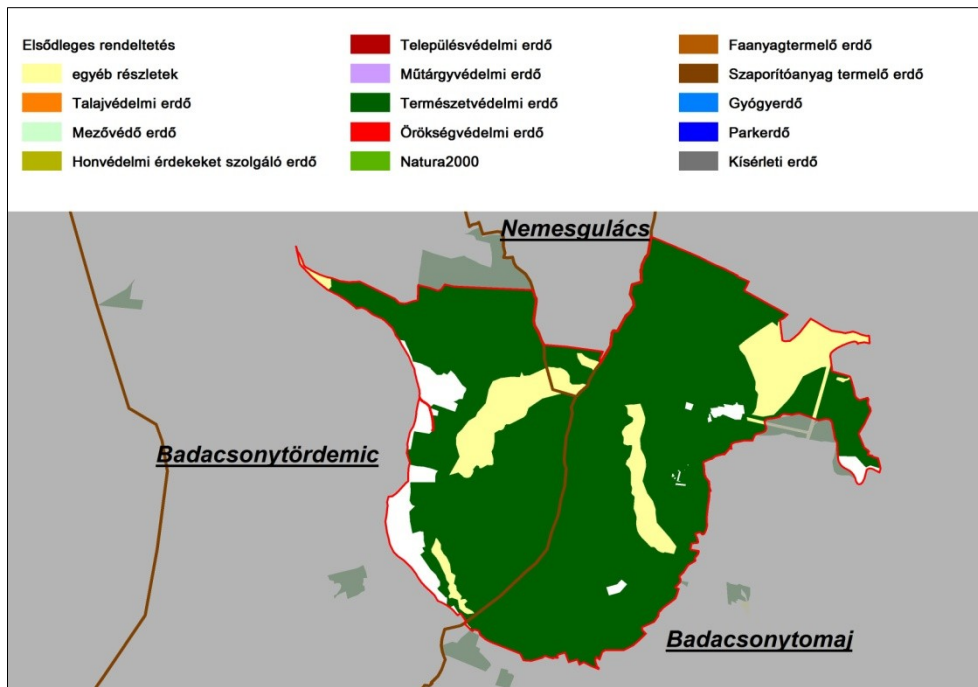 Elsődleges rendeltetés
egyéb részletek
Talajvédelmi erdő
Mezővédő erdő
Honvédelmi érdekeket szolgáló erdő
Településvédelmi erdő
Műtárgyvédelmi erdő
Természetvédelmi erdő
Örökségvédelmi erdő
Natura2000
Faanyagtermelő erdő
Szaporítóanyag termelő erdő
Gyógyerdő
Parkerdő
Kísérleti erdő
Nemesgulács
Badacsonytördemic
Badacsonytomaj